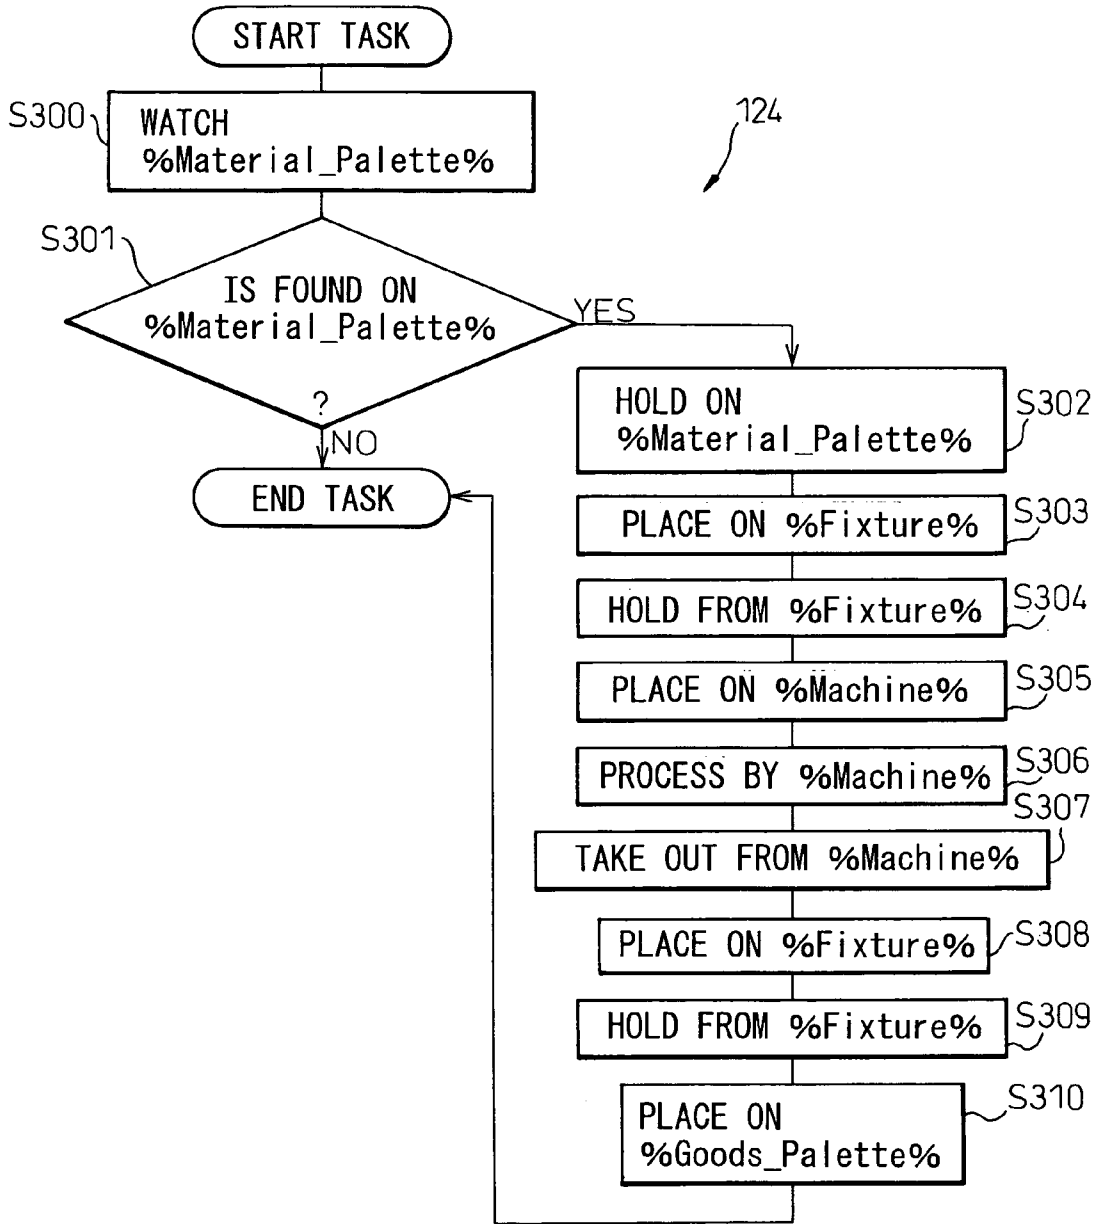 START TASK
S300
WATCH
%Material_Palette%
124
S301
IS FOUND ON
%Material_Palette%
?
YES
NO
END TASK
HOLD ON
%Material_Palette%
S302
PLACE ON %Fixture%
S303
HOLD FROM %Fixture%
S304
PLACE ON %Machine%
S305
PROCESS BY %Machine%
S306
TAKE OUT FROM %Machine%
S307
PLACE ON %Fixture%
S308
HOLD FROM %Fixture%
S309
PLACE ON
%Goods_Palette%
S310